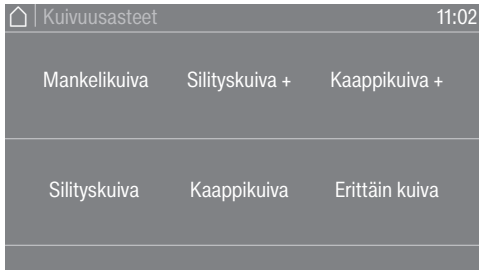 Kuivuusasteet 11:02
Mankelikuiva Silityskuiva + Kaappikuiva +
Silityskuiva Kaappikuiva Erittäin kuiva